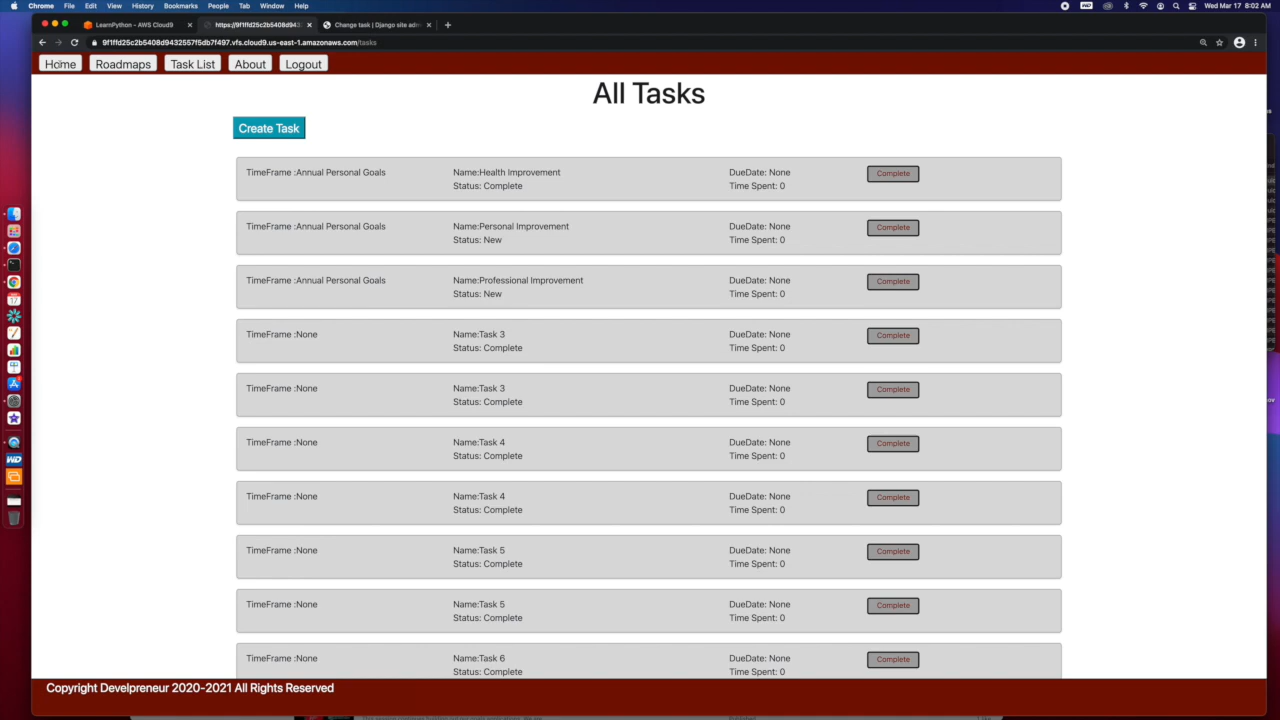 Chrome File Edit View History Bookmarks People Tab Window Help
WD
Wed Mar 17 8:02 AM
LearnPython - AWS Cloud9 × https://9f1ffd25c2b5408d943 × Change task | Django site adm × +
9f1ffd25c2b5408d9432557f5db7f497.vfs.cloud9.us-east-1.amazonaws.com/tasks
Home Roadmaps Task List About Logout
All Tasks
Create Task
TimeFrame :Annual Personal Goals Name:Health Improvement DueDate: None Complete
Status: Complete Time Spent: 0
TimeFrame :Annual Personal Goals Name:Personal Improvement DueDate: None Complete
Status: New Time Spent: 0
TimeFrame :Annual Personal Goals Name:Professional Improvement DueDate: None Complete
Status: New Time Spent: 0
TimeFrame :None Name:Task 3 DueDate: None Complete
Status: Complete Time Spent: 0
TimeFrame :None Name:Task 3 DueDate: None Complete
Status: Complete Time Spent: 0
TimeFrame :None Name:Task 4 DueDate: None Complete
Status: Complete Time Spent: 0
TimeFrame :None Name:Task 4 DueDate: None Complete
Status: Complete Time Spent: 0
TimeFrame :None Name:Task 5 DueDate: None Complete
Status: Complete Time Spent: 0
TimeFrame :None Name:Task 5 DueDate: None Complete
Status: Complete Time Spent: 0
TimeFrame :None Name:Task 6 DueDate: None Complete
Status: Complete Time Spent: 0
Copyright Develpreneur 2020-2021 All Rights Reserved
17
WD